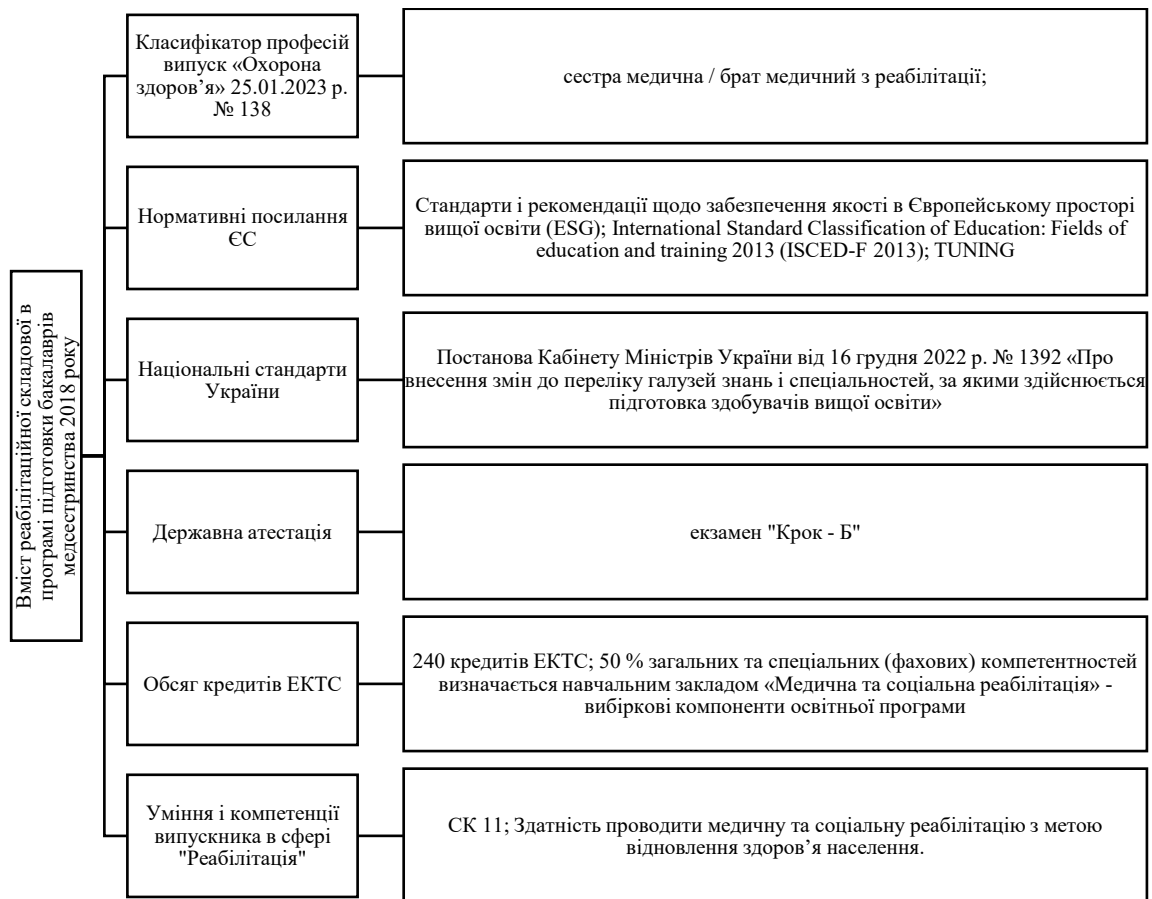 Вміст реабілітаційної складової в
програмі підготовки бакалаврів
медсестринства 2018 року
Класифікатор професій
випуск «Охорона
здоров’я» 25.01.2023 р.
№ 138
сестра медична / брат медичний з реабілітації;
Нормативні посилання
ЄС
Стандарти і рекомендації щодо забезпечення якості в Європейському просторі
вищої освіти (ESG); International Standard Classification of Education: Fields of
education and training 2013 (ISCED-F 2013); TUNING
Національні стандарти
України
Постанова Кабінету Міністрів України від 16 грудня 2022 р. № 1392 «Про
внесення змін до переліку галузей знань і спеціальностей, за якими здійснюється
підготовка здобувачів вищої освіти»
Державна атестація
екзамен "Крок - Б"
Обсяг кредитів ЕКТС
240 кредитів ЕКТС; 50 % загальних та спеціальних (фахових) компетентностей
визначається навчальним закладом «Медична та соціальна реабілітація» -
вибіркові компоненти освітньої програми
Уміння і компетенції
випускника в сфері
"Реабілітація"
СК 11; Здатність проводити медичну та соціальну реабілітацію з метою
відновлення здоров’я населення.